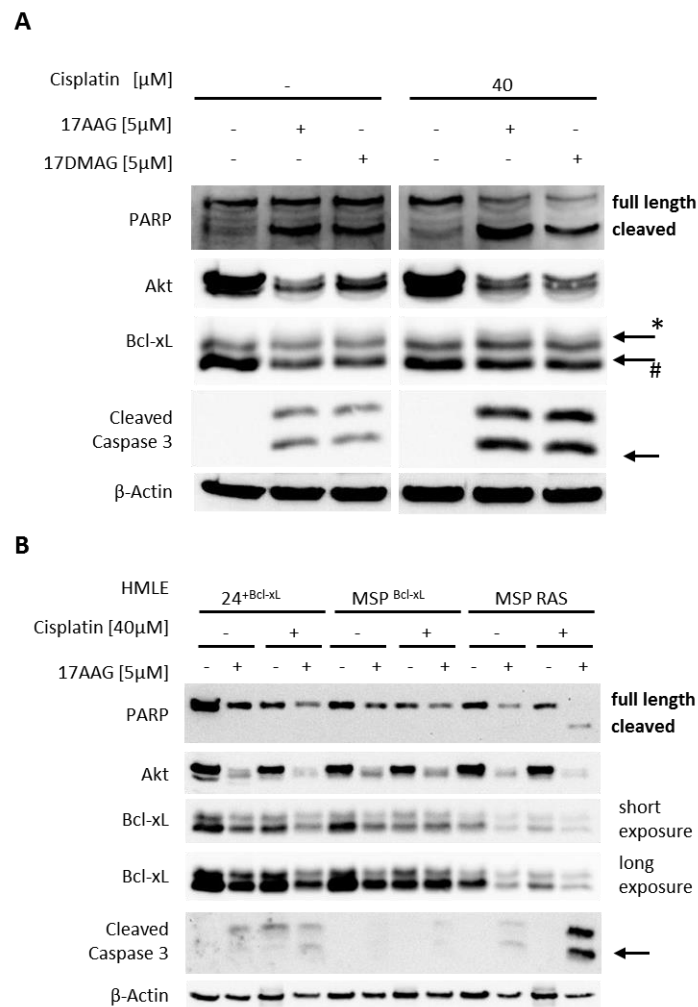 A
Cisplatin [µM] - 40
17AAG [5µM] - + - - + -
17DMAG [5µM] - - + - - +
PARP full length
cleaved
Akt
Bcl-xL *
#
Cleaved
Caspase 3
β-Actin
B
HMLE 24+Bcl-xL MSP Bcl-xL MSP RAS
Cisplatin [40µM] - + - + - +
17AAG [5µM] - + - + - + - + - + - +
PARP full length
cleaved
Akt
Bcl-xL short
exposure
Bcl-xL long
exposure
Cleaved
Caspase 3
β-Actin